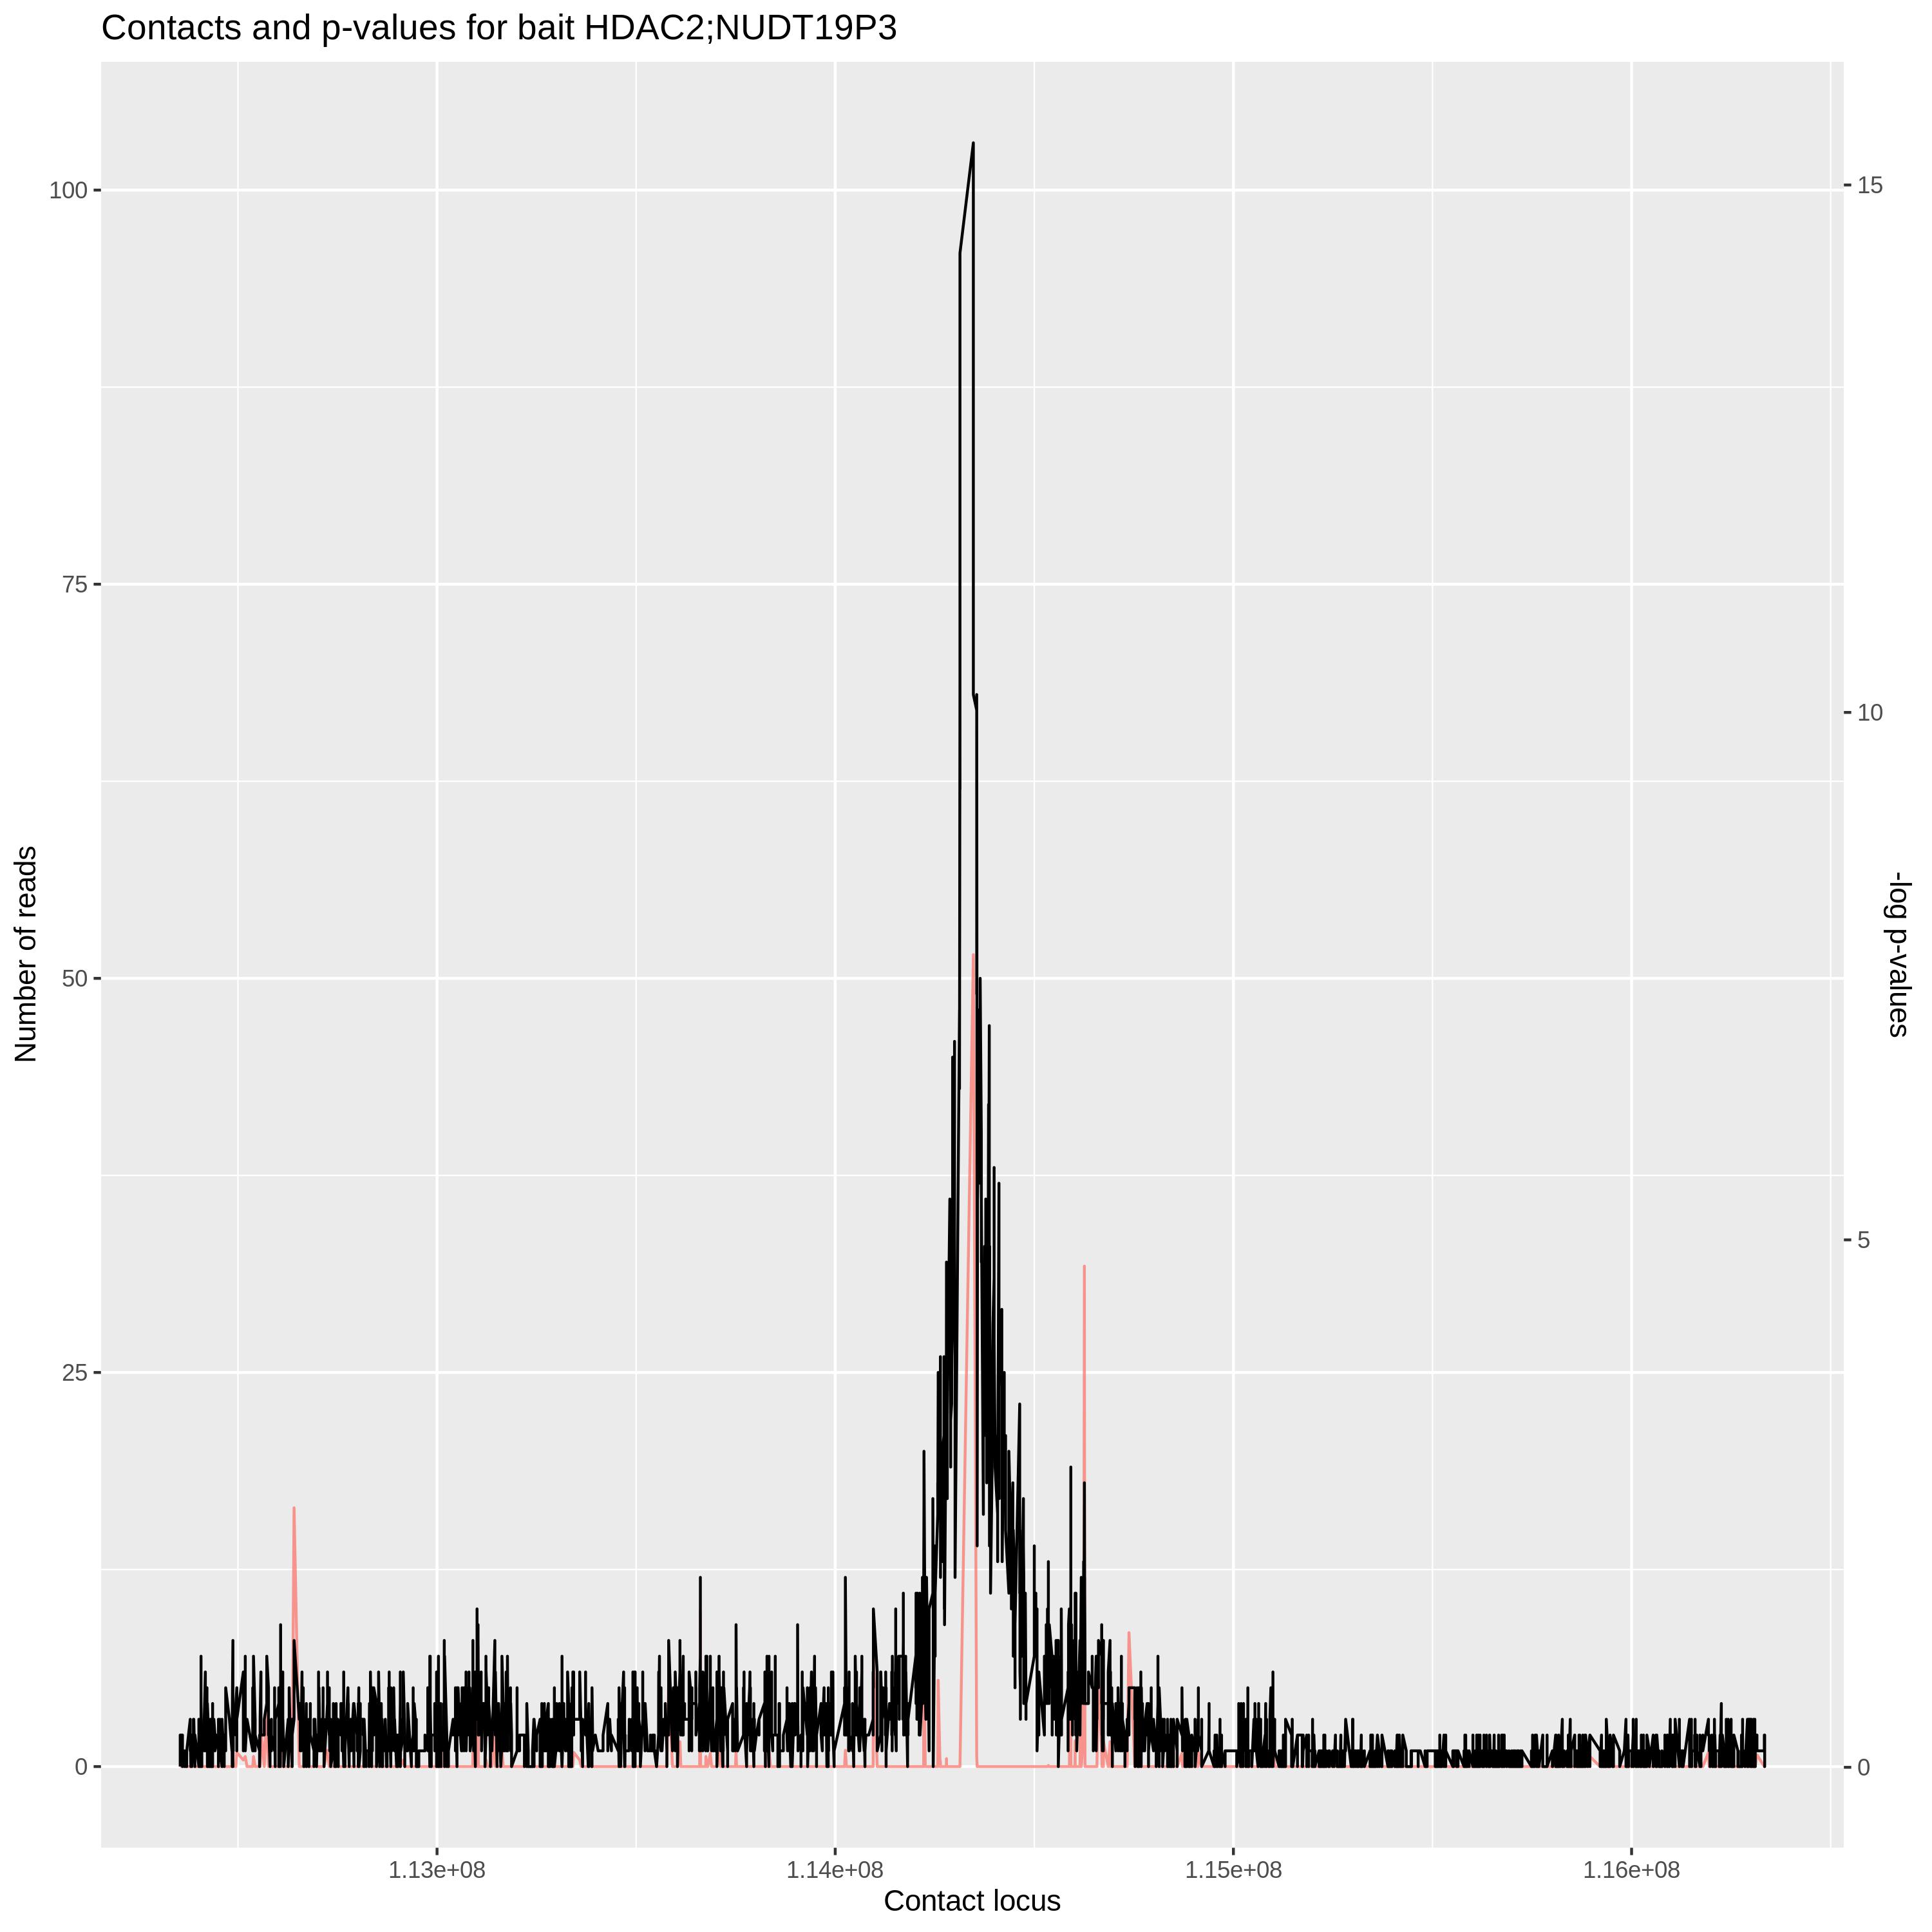 Contacts and p-values for bait HDAC2;NUDT19P3
100
75
50
25
0
Number of reads
15
10
5
0
-log p-values
1.13e+08 1.14e+08 1.15e+08 1.16e+08
Contact locus